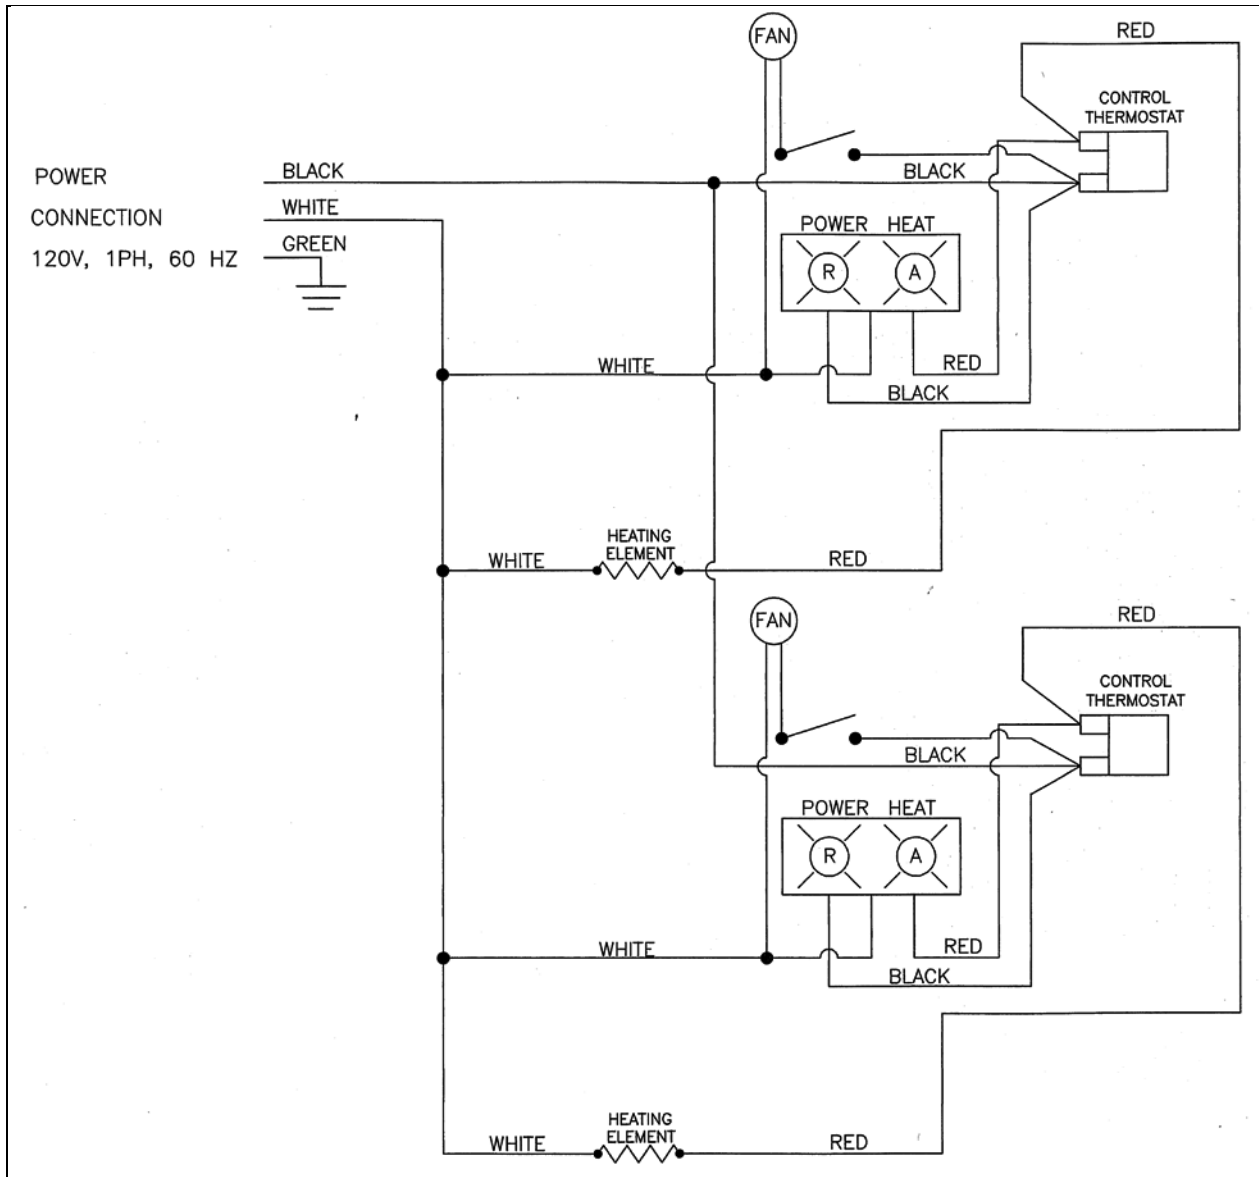 FAN
RED
CONTROL
THERMOSTAT
POWER
BLACK
BLACK
CONNECTION
WHITE
120V, 1PH, 60 HZ
GREEN
POWER HEAT
R A
WHITE
RED
BLACK
HEATING
ELEMENT
WHITE
RED
FAN
RED
CONTROL
THERMOSTAT
BLACK
POWER HEAT
R A
WHITE
RED
BLACK
HEATING
ELEMENT
WHITE
RED